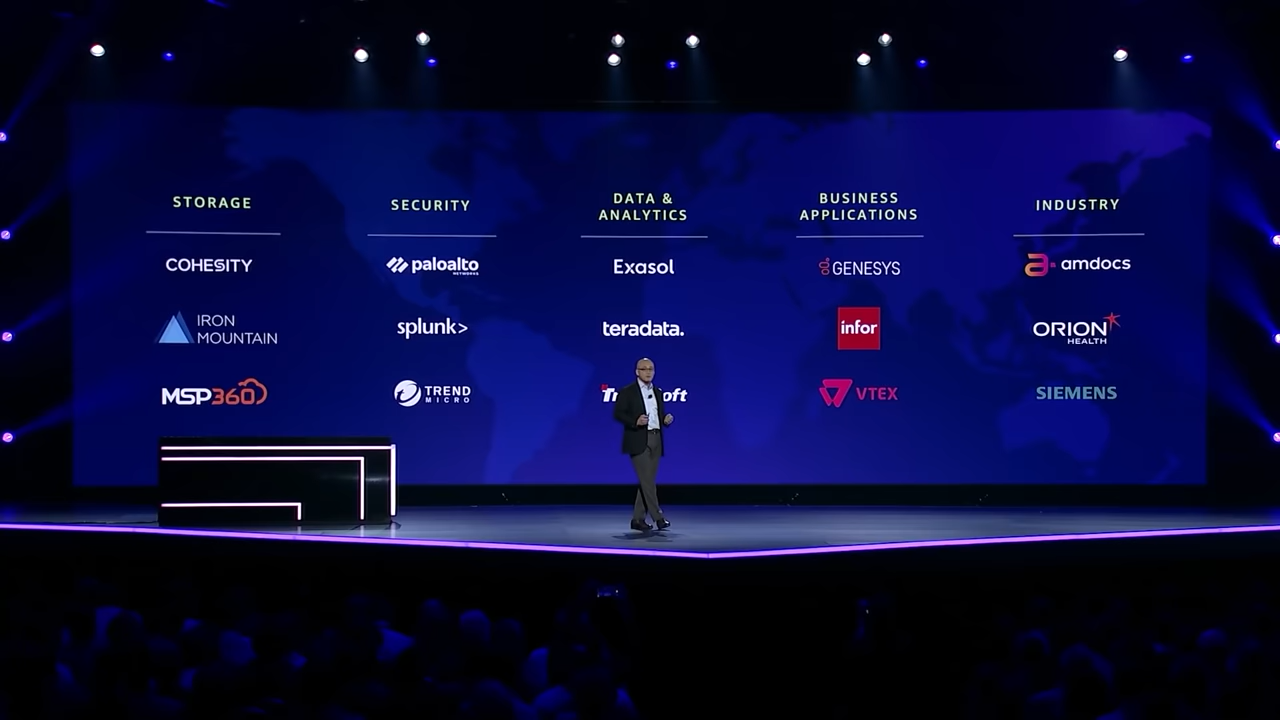 STORAGE
COHESITY
IRON
MOUNTAIN
MSP360
SECURITY
paloalto
NETWORKS
splunk>
TREND
MICRO
DATA &
ANALYTICS
Exasol
teradata.
BUSINESS
APPLICATIONS
GENESYS
infor
VTEX
INDUSTRY
amdocs
ORION
HEALTH
SIEMENS